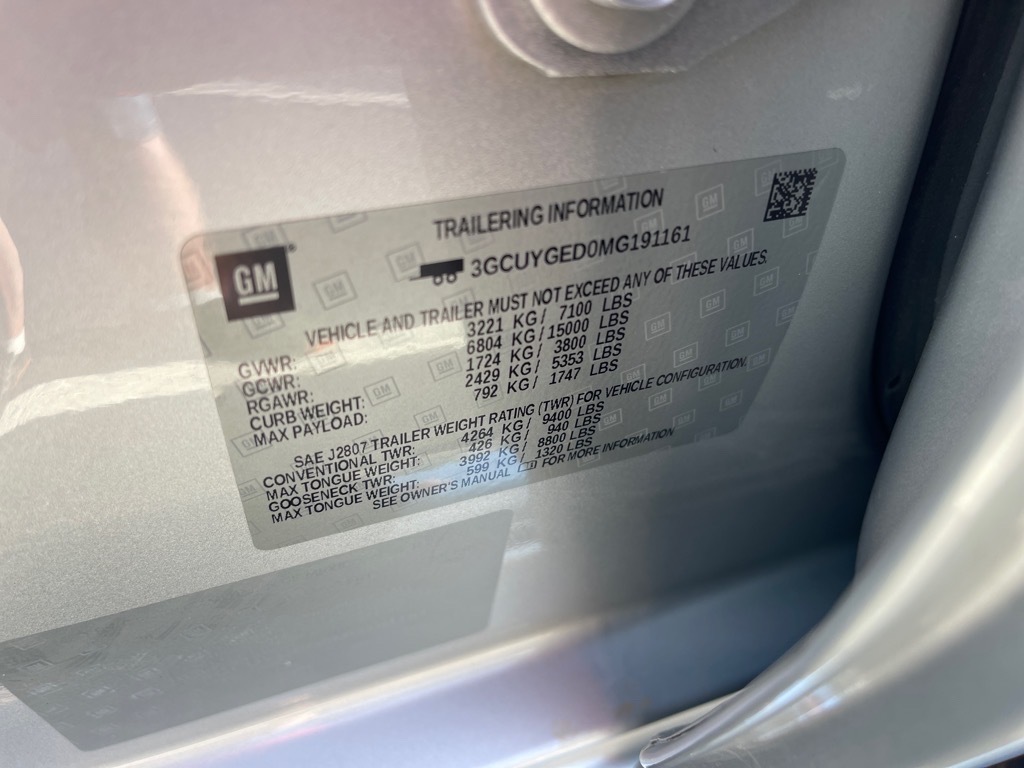 TRAILERING INFORMATION
GM
3GCUYGED0MG191161
VEHICLE AND TRAILER MUST NOT EXCEED ANY OF THESE VALUES.
GVWR: 3221 KG/ 7100 LBS
GCWR: 6804 KG/15000 LBS
RGAWR: 1724 KG/ 3800 LBS
CURB WEIGHT: 2429 KG/ 5353 LBS
MAX PAYLOAD: 792 KG/ 1747 LBS
SAE J2807 TRAILER WEIGHT RATING (TWR) FOR VEHICLE CONFIGURATION.
CONVENTIONAL TWR: 4264 KG/ 9400 LBS
MAX TONGUE WEIGHT: 426 KG/ 940 LBS
GOOSENECK TWR: 3992 KG/ 8800 LBS
MAX TONGUE WEIGHT: 599 KG/ 1320 LBS
SEE OWNER'S MANUAL FOR MORE INFORMATION